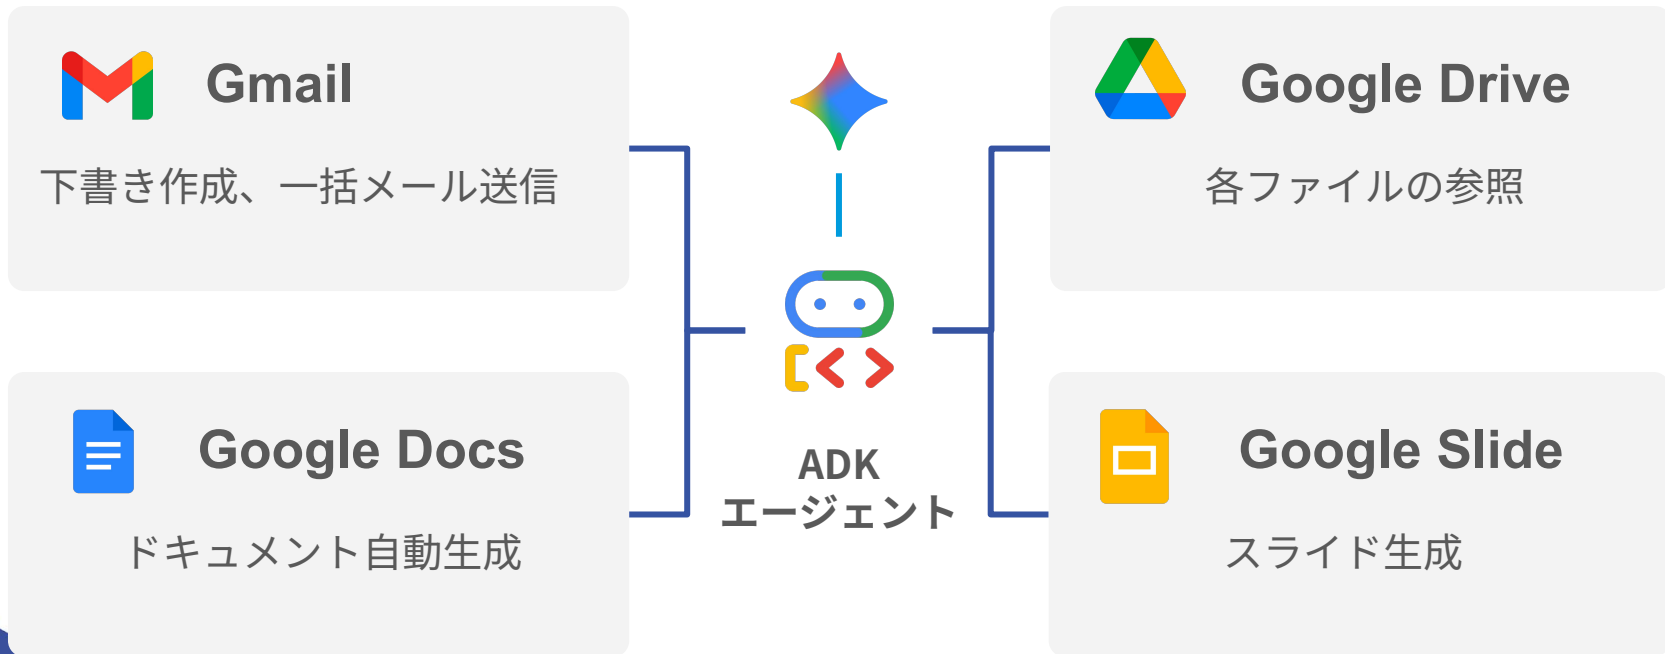 Gmail
下書き作成、一括メール送信
Google Drive
各ファイルの参照
Google Docs
ドキュメント自動生成
ADK
エージェント
Google Slide
スライド生成